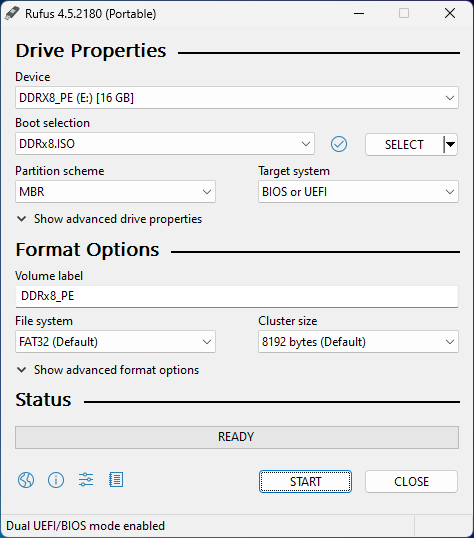 Rufus 4.5.2180 (Portable)
Drive Properties
Device
DDRX8_PE (E:) [16 GB]
Boot selection
DDRx8.ISO
SELECT
Partition scheme
Target system
MBR
BIOS or UEFI
Show advanced drive properties
Format Options
Volume label
DDRx8_PE
File system
Cluster size
FAT32 (Default)
8192 bytes (Default)
Show advanced format options
Status
READY
START
CLOSE
Dual UEFI/BIOS mode enabled